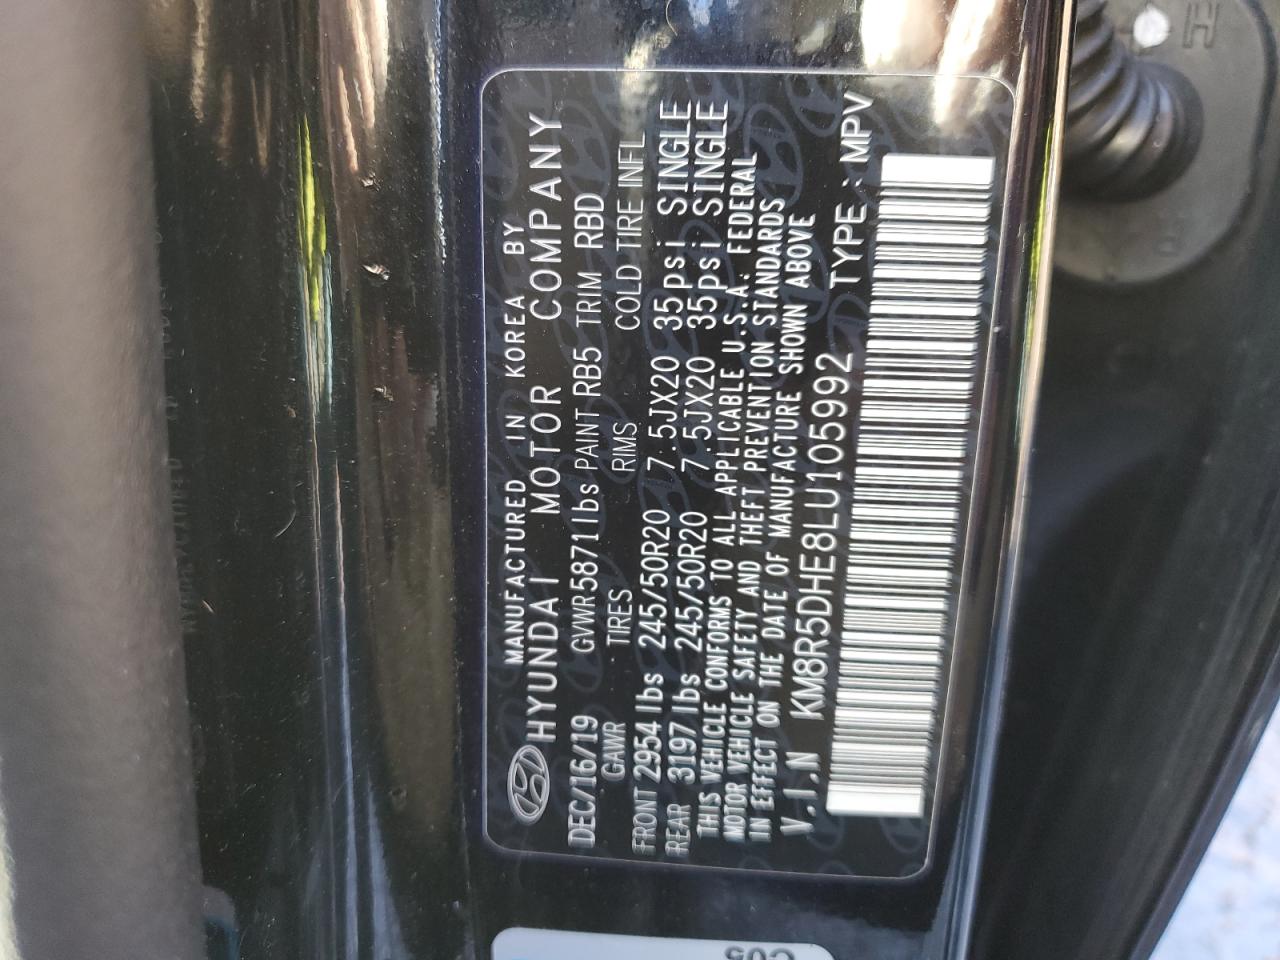 MANUFACTURED IN KOREA BY
HYUNDAI MOTOR COMPANY
DEC/16/19 GVWR5871lbs PAINT RB5 TRIM RBD
GAWR TIRES RIMS COLD TIRE INFL
FRONT 2954 lbs 245/50R20 7.5JX20 35psi SINGLE
REAR 3197 lbs 245/50R20 7.5JX20 35psi SINGLE
THIS VEHICLE CONFORMS TO ALL APPLICABLE U.S.A. FEDERAL
MOTOR VEHICLE SAFETY AND THEFT PREVENTION STANDARDS
IN EFFECT ON THE DATE OF MANUFACTURE SHOWN ABOVE
V.I.N KM8R5DHE8LU105992 TYPE : MPV
H